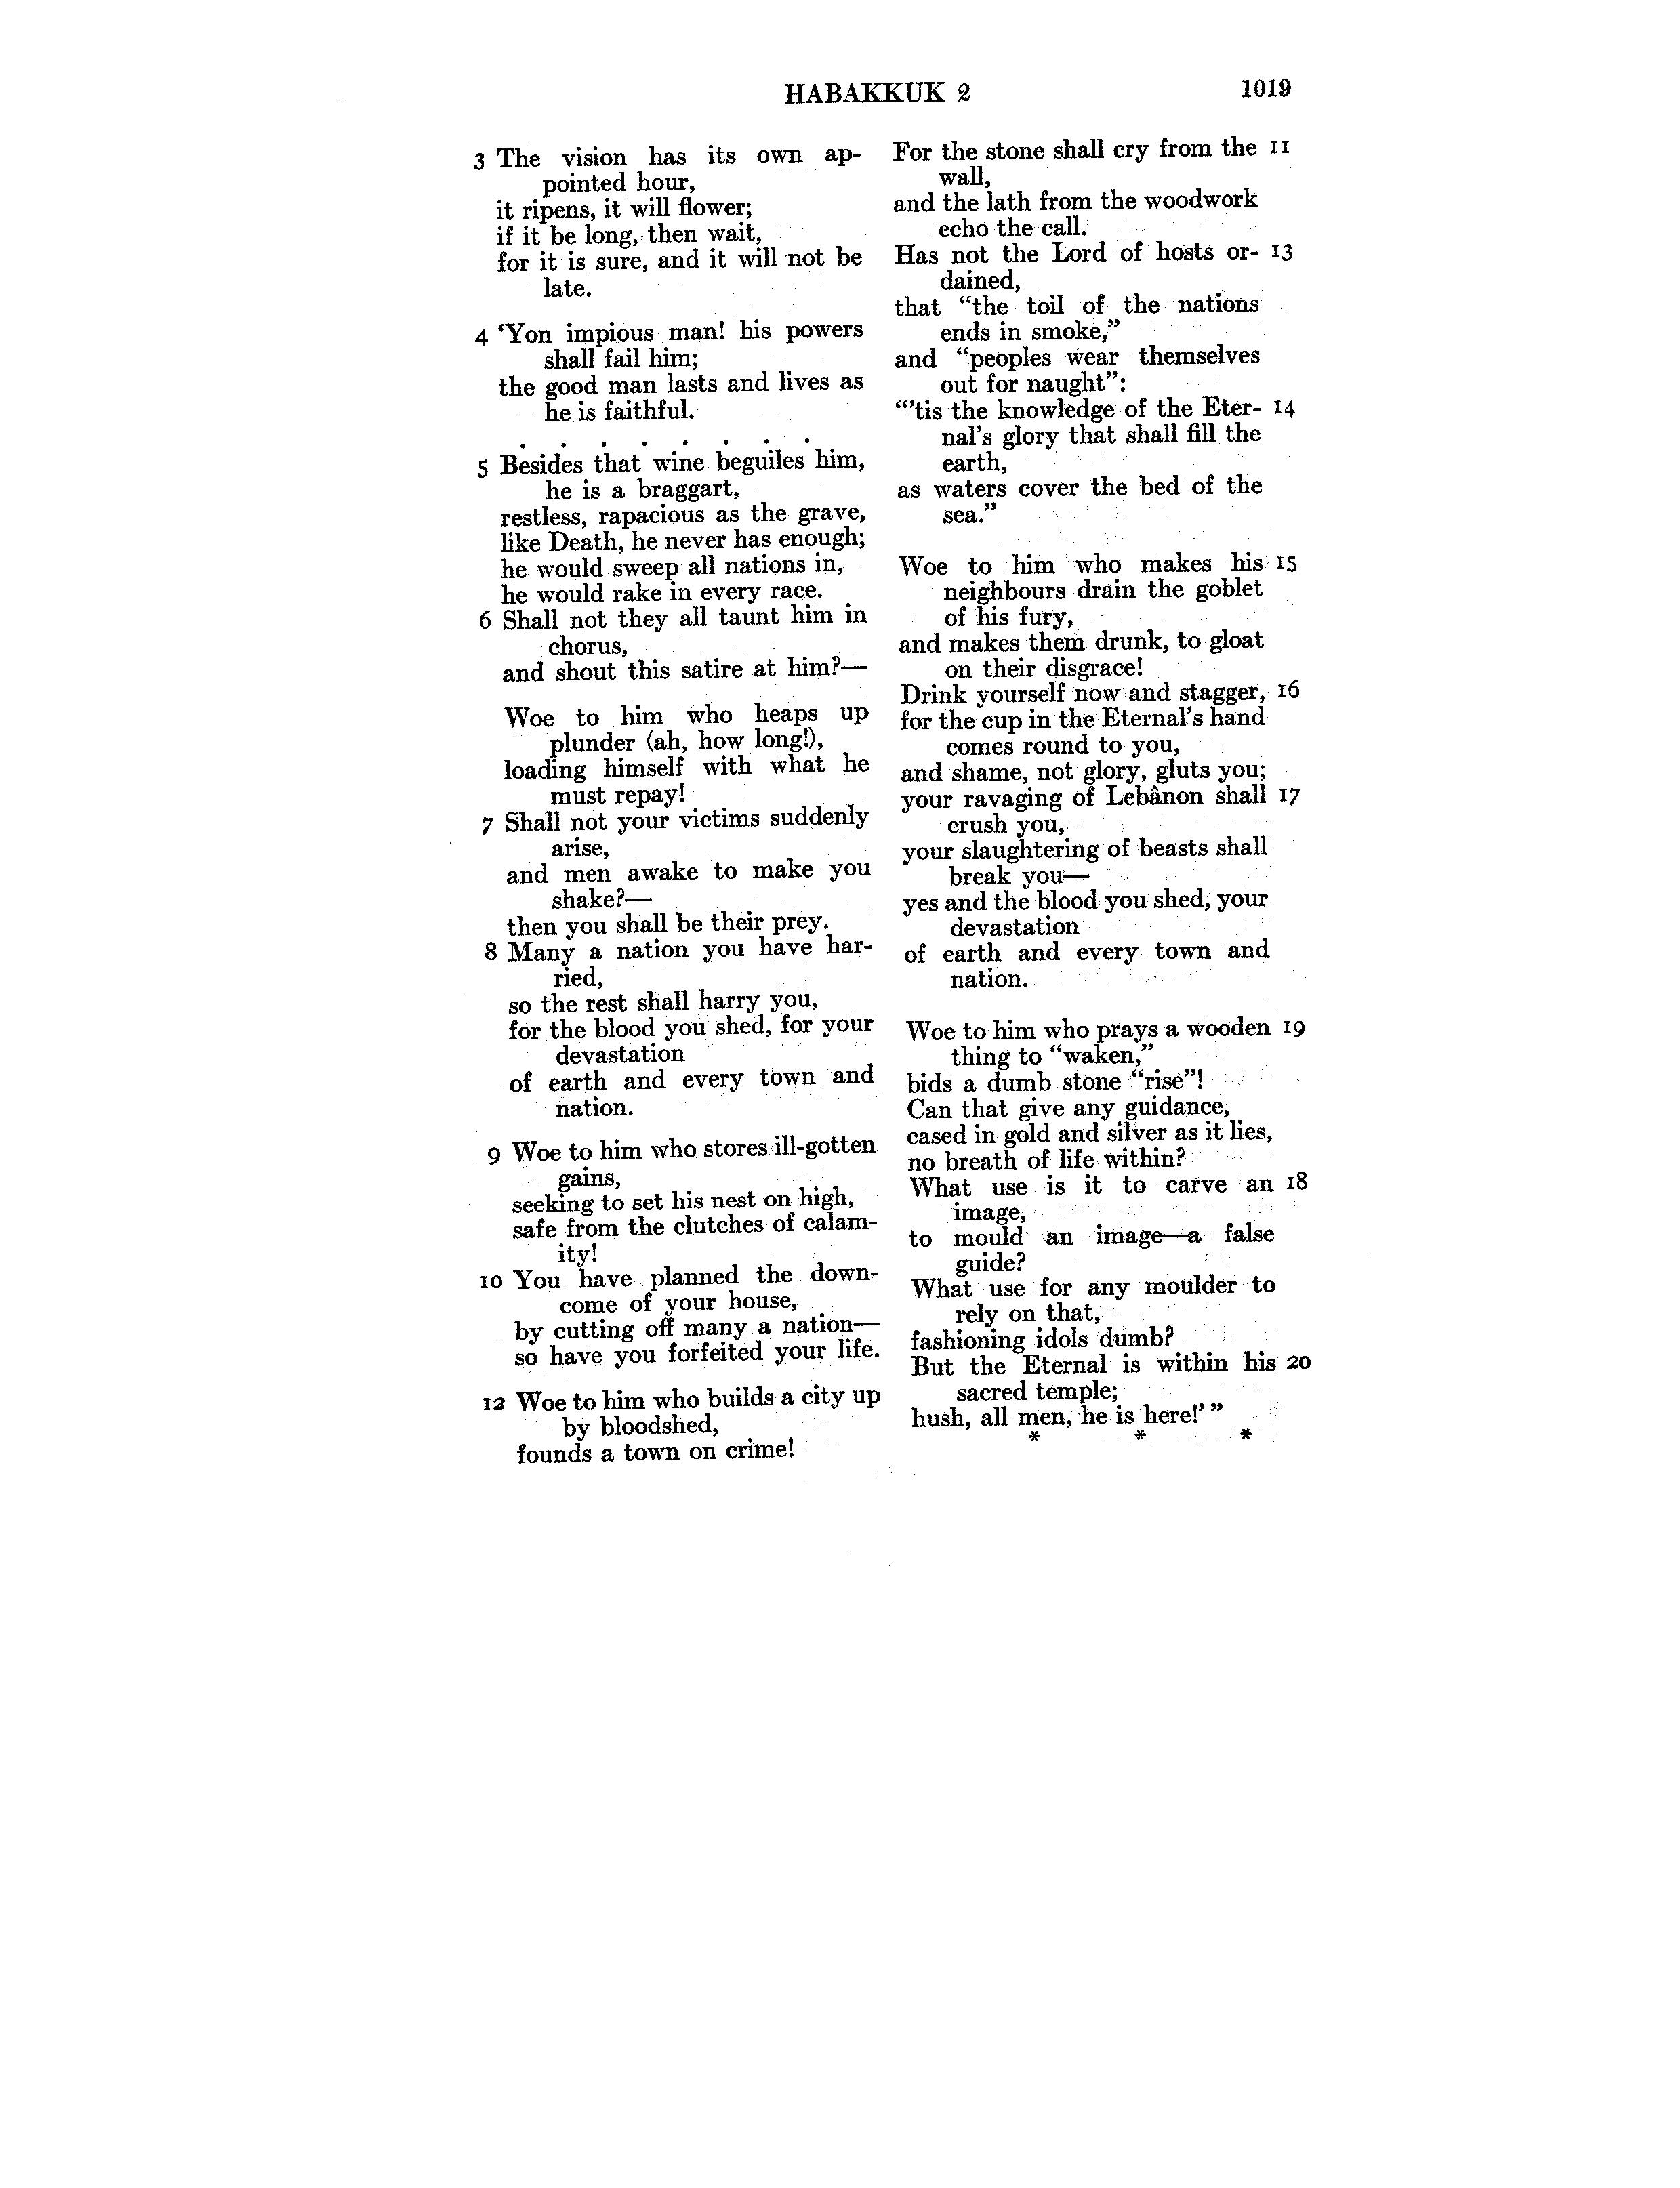 HABAKKUK 2 1019
3 The vision has its own ap-
pointed hour,
it ripens, it will flower;
if it be long, then wait,
for it is sure, and it will not be
late.
4 ‘Yon impious man! his powers
shall fail him;
the good man lasts and lives as
he is faithful.
. . . . . . . .
5 Besides that wine beguiles him,
he is a braggart,
restless, rapacious as the grave,
like Death, he never has enough;
he would sweep all nations in,
he would rake in every race.
6 Shall not they all taunt him in
chorus,
and shout this satire at him?—
Woe to him who heaps up
plunder (ah, how long!),
loading himself with what he
must repay!
7 Shall not your victims suddenly
arise,
and men awake to make you
shake?—
then you shall be their prey.
8 Many a nation you have har-
ried,
so the rest shall harry you,
for the blood you shed, for your
devastation
of earth and every town and
nation.
9 Woe to him who stores ill-gotten
gains,
seeking to set his nest on high,
safe from the clutches of calam-
ity!
10 You have planned the down-
come of your house,
by cutting off many a nation—
so have you forfeited your life.
12 Woe to him who builds a city up
by bloodshed,
founds a town on crime!
For the stone shall cry from the 11
wall,
and the lath from the woodwork
echo the call.
Has not the Lord of hosts or- 13
dained,
that “the toil of the nations
ends in smoke,”
and “peoples wear themselves
out for naught”:
“’tis the knowledge of the Eter- 14
nal’s glory that shall fill the
earth,
as waters cover the bed of the
sea.”
Woe to him who makes his 15
neighbours drain the goblet
of his fury,
and makes them drunk, to gloat
on their disgrace!
Drink yourself now and stagger, 16
for the cup in the Eternal’s hand
comes round to you,
and shame, not glory, gluts you;
your ravaging of Lebânon shall 17
crush you,
your slaughtering of beasts shall
break you—
yes and the blood you shed, your
devastation
of earth and every town and
nation.
Woe to him who prays a wooden 19
thing to “waken,”
bids a dumb stone “rise”!
Can that give any guidance,
cased in gold and silver as it lies,
no breath of life within?
What use is it to carve an 18
image,
to mould an image—a false
guide?
What use for any moulder to
rely on that,
fashioning idols dumb?
But the Eternal is within his 20
sacred temple;
hush, all men, he is here!’ ”
* * *